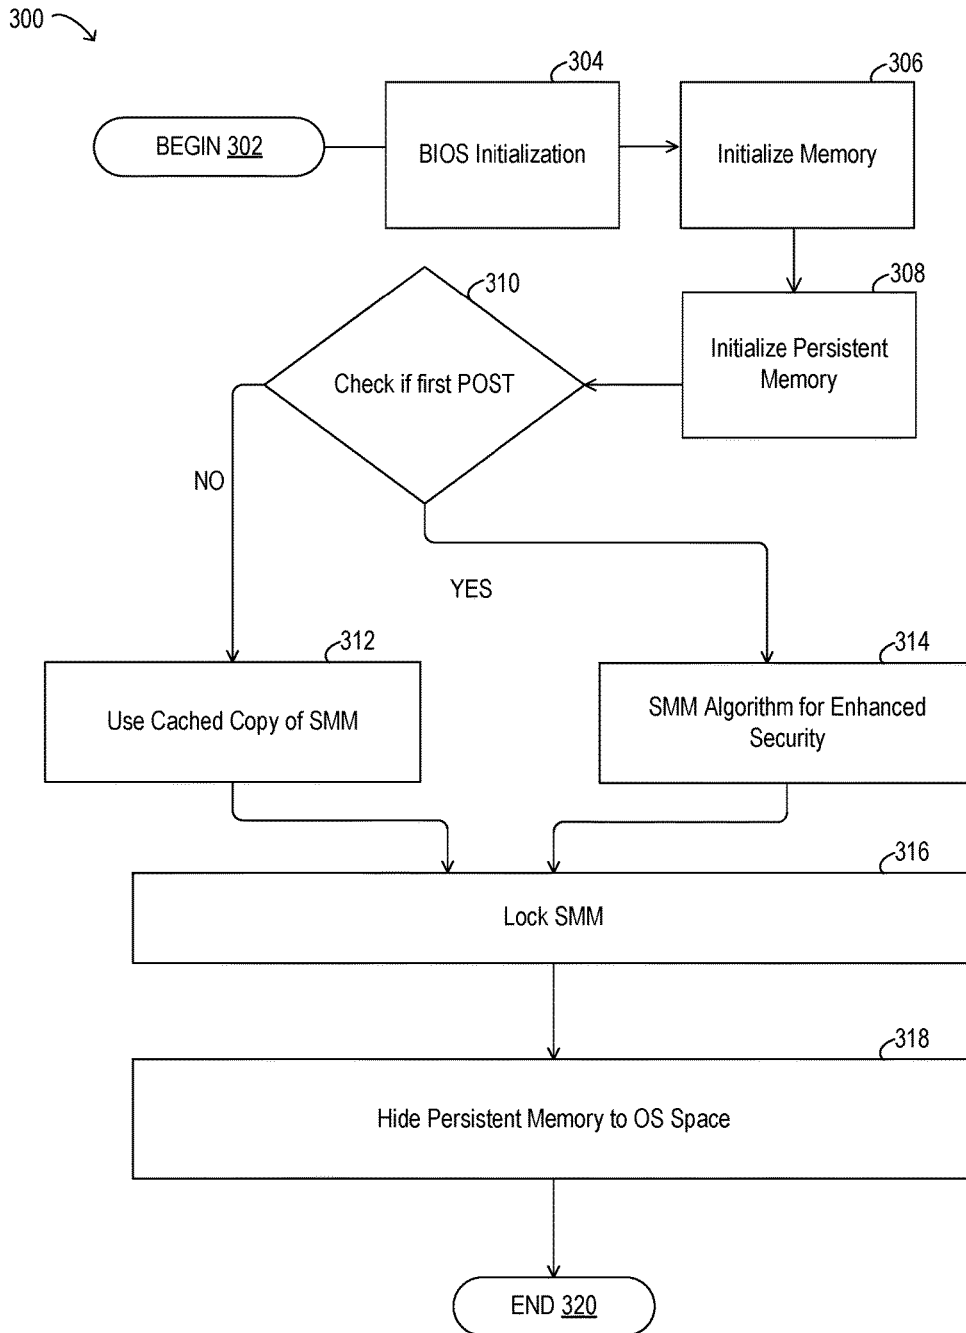 300
304
306
BEGIN 302
BIOS Initialization
Initialize Memory
310
308
Check if first POST
Initialize Persistent
Memory
NO
YES
312
314
Use Cached Copy of SMM
SMM Algorithm for Enhanced
Security
316
Lock SMM
318
Hide Persistent Memory to OS Space
END 320